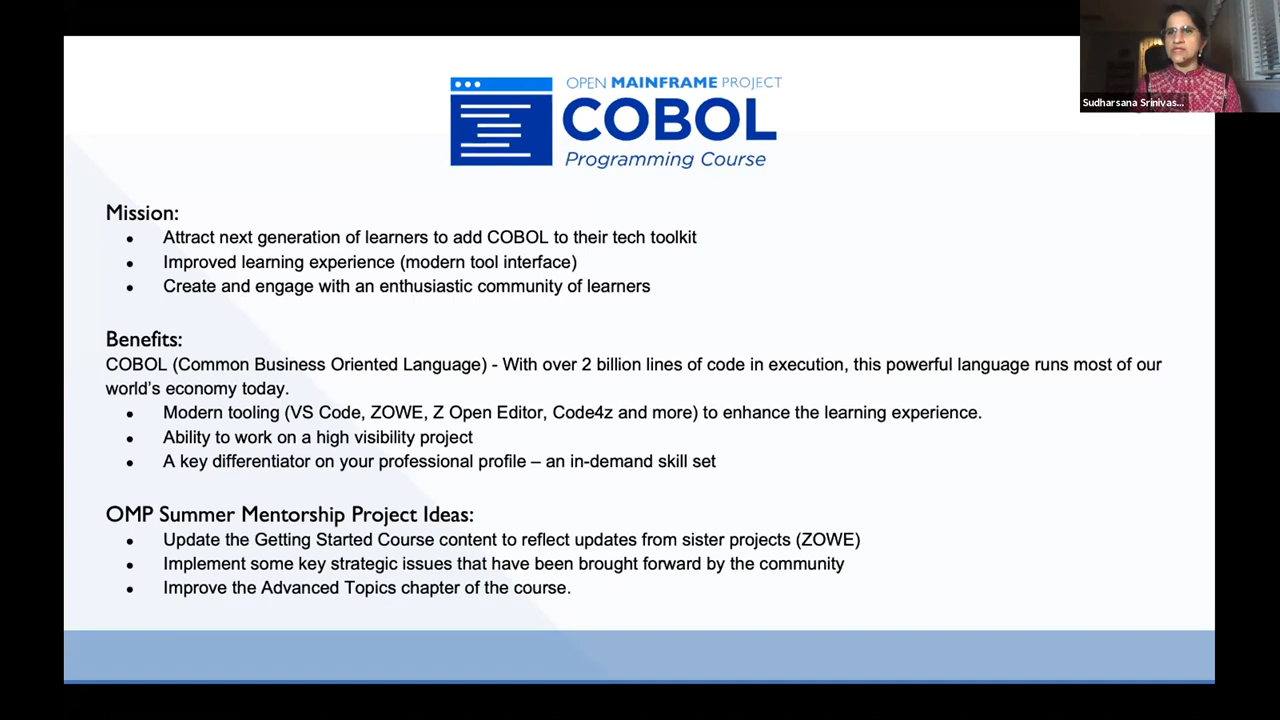 OPEN MAINFRAME PROJECT
COBOL
Programming Course
Sudharsana Srinivas...
Mission:
• Attract next generation of learners to add COBOL to their tech toolkit
• Improved learning experience (modern tool interface)
• Create and engage with an enthusiastic community of learners
Benefits:
COBOL (Common Business Oriented Language) - With over 2 billion lines of code in execution, this powerful language runs most of our
world's economy today.
• Modern tooling (VS Code, ZOWE, Z Open Editor, Code4z and more) to enhance the learning experience.
• Ability to work on a high visibility project
• A key differentiator on your professional profile – an in-demand skill set
OMP Summer Mentorship Project Ideas:
• Update the Getting Started Course content to reflect updates from sister projects (ZOWE)
• Implement some key strategic issues that have been brought forward by the community
• Improve the Advanced Topics chapter of the course.